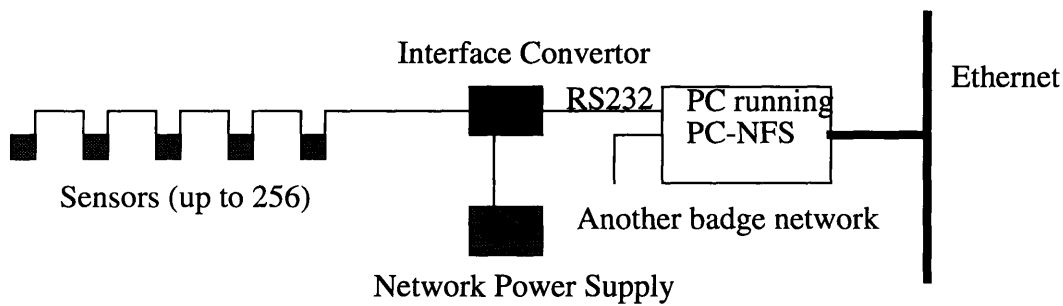 Interface Convertor
Ethernet
RS232
PC running
PC-NFS
Sensors (up to 256)
Another badge network
Network Power Supply